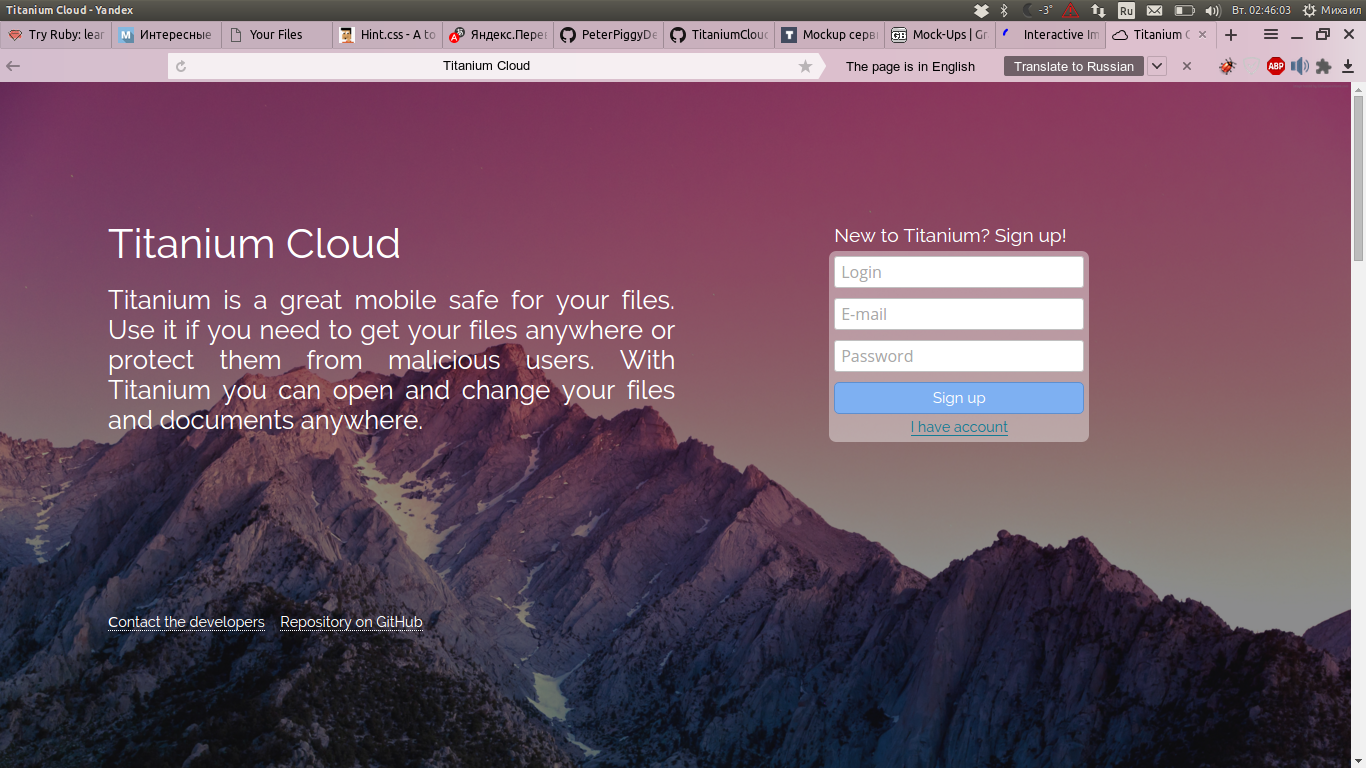 Titanium Cloud - Yandex
-3°
Ru
Вт. 02:46:03
Михаил
Try Ruby: lear
Интересные
Your Files
Hint.css - A to
Яндекс.Пере
PeterPiggyDe
TitaniumCloud
Mockup серв
Mock-Ups | Gr
Interactive Im
Titanium C
Titanium Cloud
The page is in English
Translate to Russian
ABP
Titanium Cloud
Titanium is a great mobile safe for your files.
Use it if you need to get your files anywhere or
protect them from malicious users. With
Titanium you can open and change your files
and documents anywhere.
New to Titanium? Sign up!
Login
E-mail
Password
Sign up
I have account
Contact the developers
Repository on GitHub